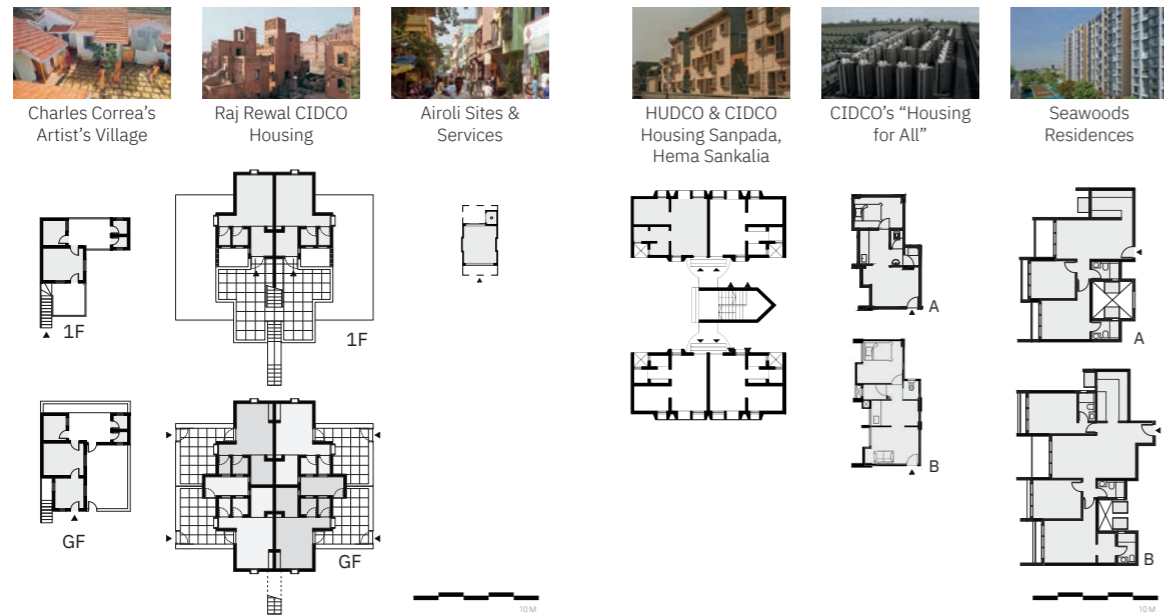 Charles Correa's
Artist's Village
Raj Rewal CIDCO
Housing
Airoli Sites &
Services
HUDCO & CIDCO
Housing Sanpada,
Hema Sankalia
CIDCO's “Housing
for All”
Seawoods
Residences
1F
1F
A
A
GF
GF
B
B
10 M
10 M